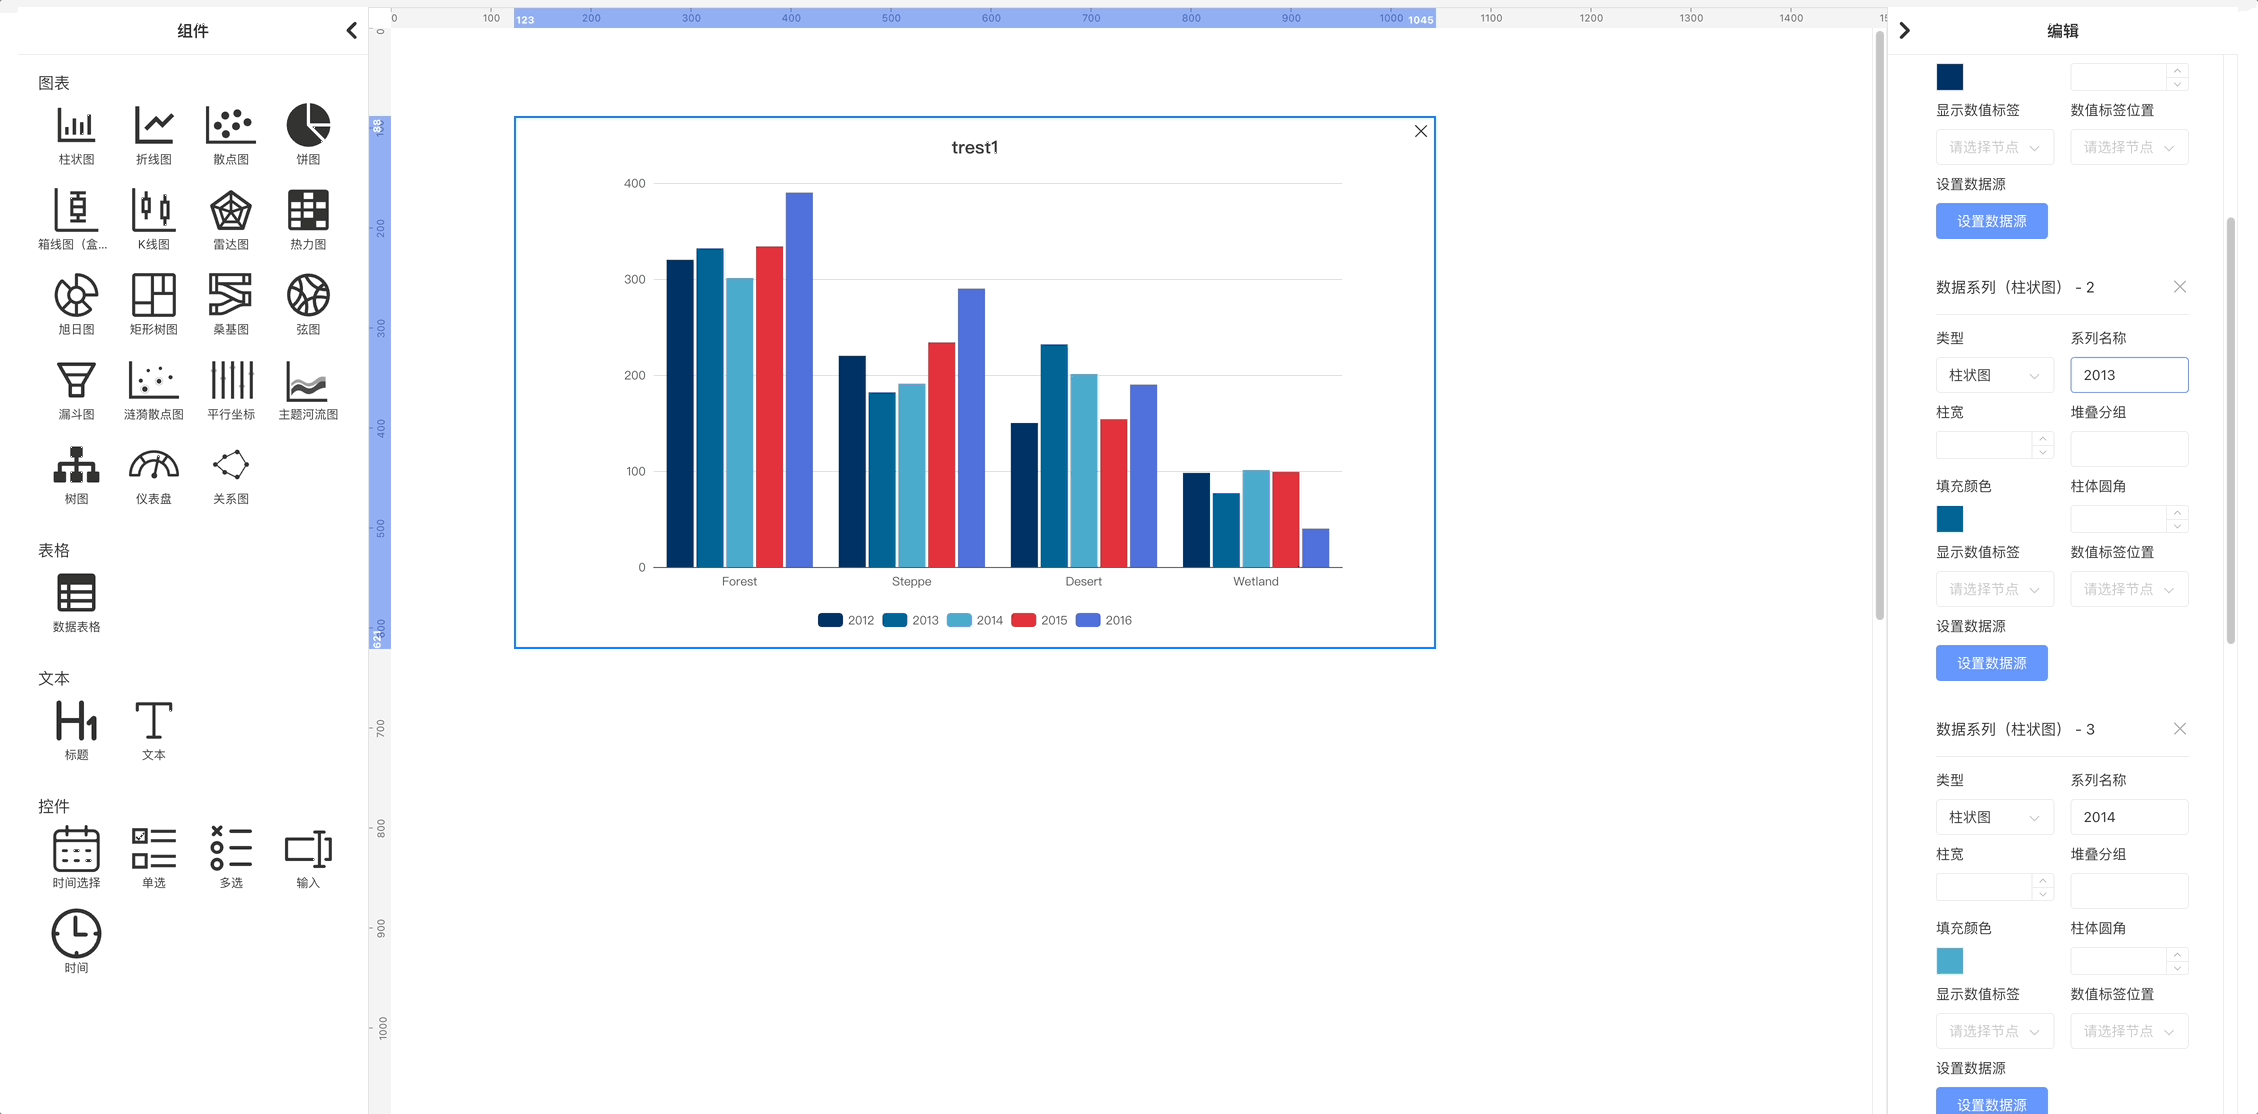 组件
图表
柱状图 折线图 散点图 饼图
箱线图（盒... K线图 雷达图 热力图
旭日图 矩形树图 桑基图 弦图
漏斗图 涟漪散点图 平行坐标 主题河流图
树图 仪表盘 关系图
表格
数据表格
文本
H1 T
标题 文本
控件
时间选择 单选 多选 输入
时间
0 100 123 200 300 400 500 600 700 800 900 1000 1045 1100 1200 1300 1400
0
88
200
300
400
500
621
700
800
900
1000
trest1
400
300
200
100
0
Forest Steppe Desert Wetland
2012 2013 2014 2015 2016
编辑
显示数值标签 数值标签位置
请选择节点 请选择节点
设置数据源
设置数据源
数据系列（柱状图） - 2
类型 系列名称
柱状图 2013
柱宽 堆叠分组
填充颜色 柱体圆角
显示数值标签 数值标签位置
请选择节点 请选择节点
设置数据源
设置数据源
数据系列（柱状图） - 3
类型 系列名称
柱状图 2014
柱宽 堆叠分组
填充颜色 柱体圆角
显示数值标签 数值标签位置
请选择节点 请选择节点
设置数据源
设置数据源